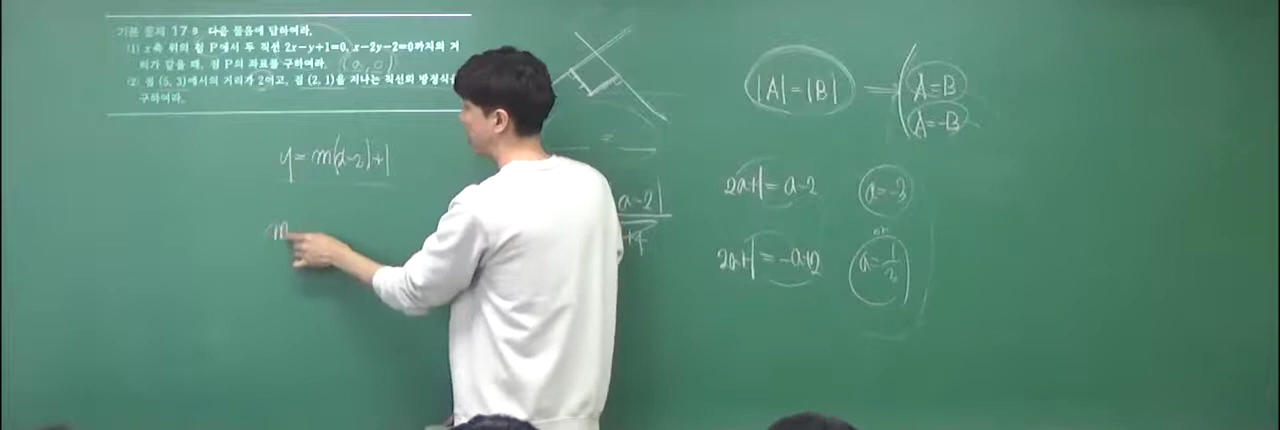 기본 문제 17-9 다음 물음에 답하여라.
(1) x축 위의 점 P에서 두 직선 2x-y+1=0, x-2y-2=0까지의 거
리가 같을 때, 점 P의 좌표를 구하여라.
(a, 0)
(2) 점 (5, 3)에서의 거리가 2이고, 점 (2, 1)을 지나는 직선의 방정식을
구하여라.
y=m(x-2)+1
m
=
a-2|
+4
|A|=|B|
A=B
A=-B
2a+1=a-2
a=-3
or
2a+1=-a+2
a=1/3